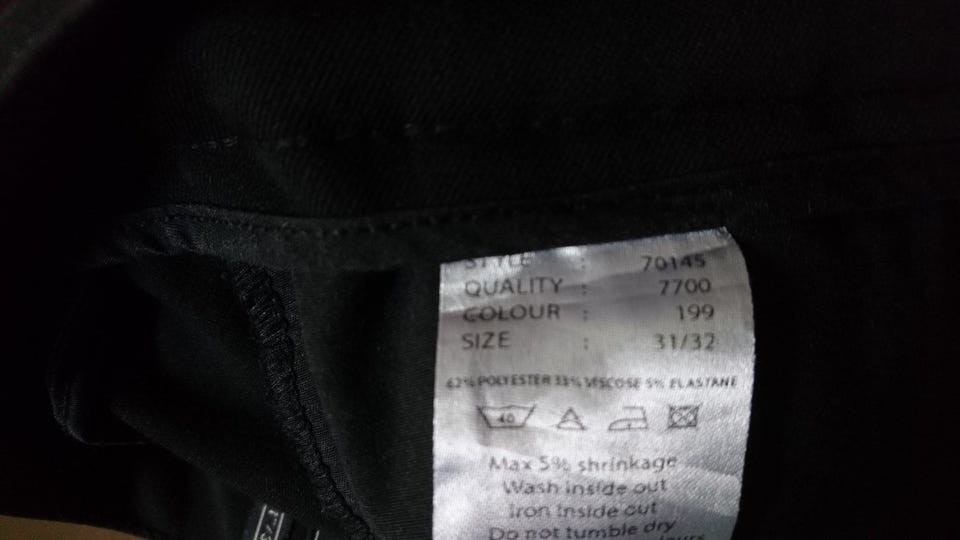 STYLE : 70145
QUALITY : 7700
COLOUR : 199
SIZE : 31/32
62% POLYESTER 33% VISCOSE 5% ELASTANE
40
Max 5% shrinkage
Wash inside out
Iron inside out
Do not tumble dry